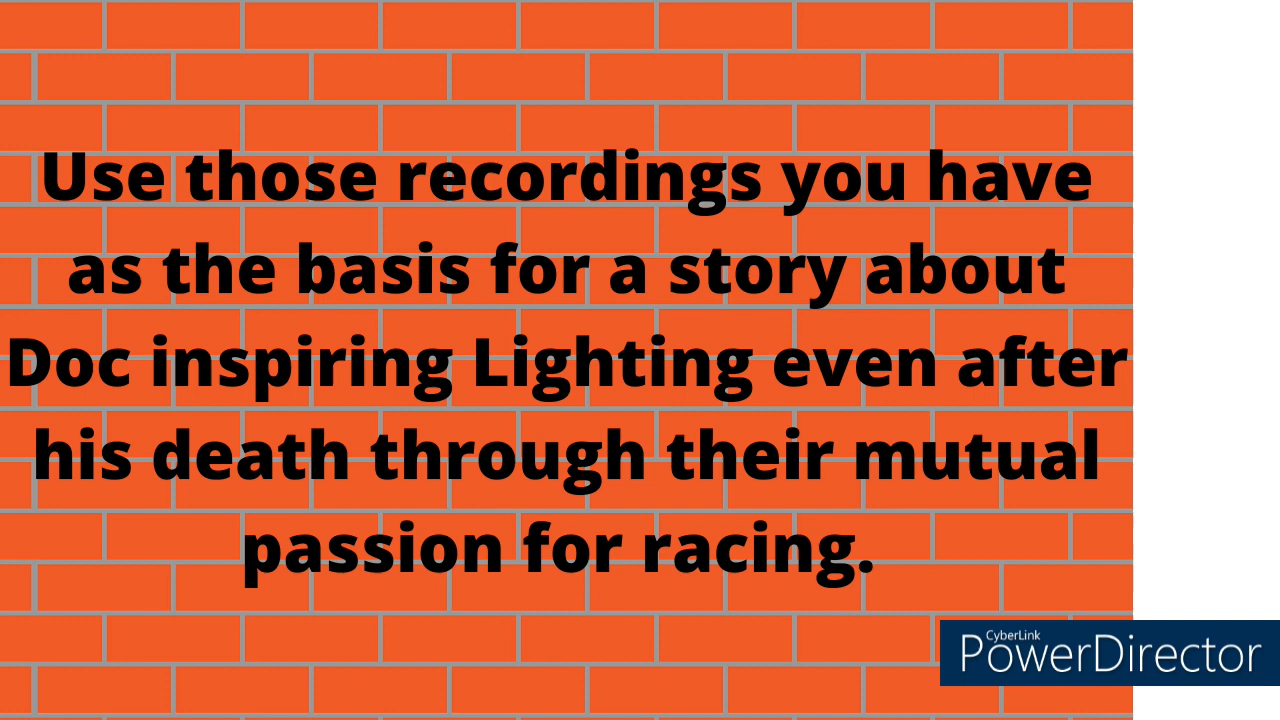 Use those recordings you have
as the basis for a story about
Doc inspiring Lighting even after
his death through their mutual
passion for racing.
CyberLink
PowerDirector